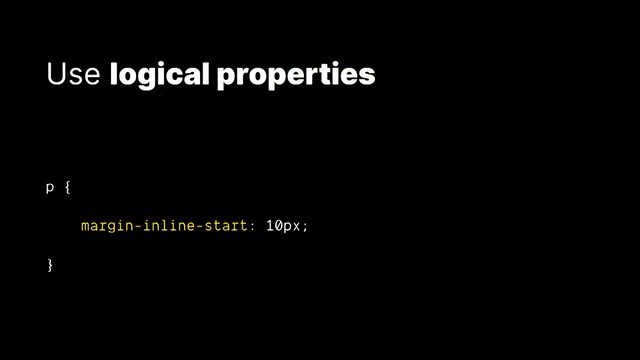 Use logical properties
p {
margin-inline-start: 10px;
}